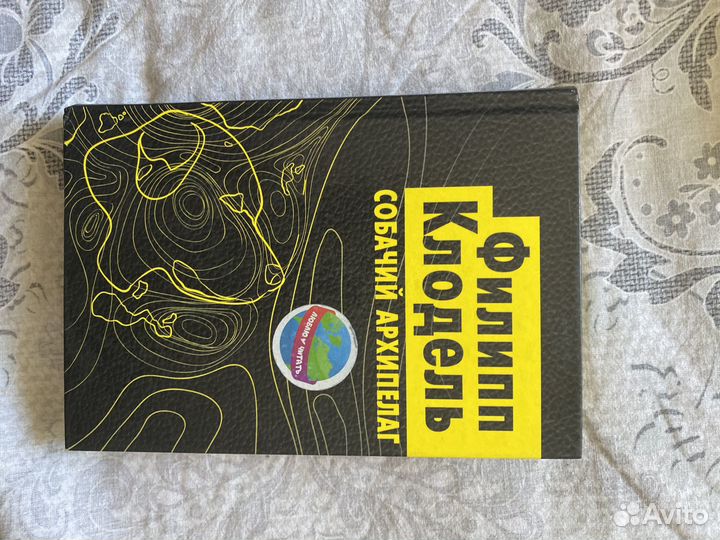 Филипп
Клодель
СОБАЧИЙ АРХИПЕЛАГ
ЛЮБЛЮ ЧИТАТЬ
Avito